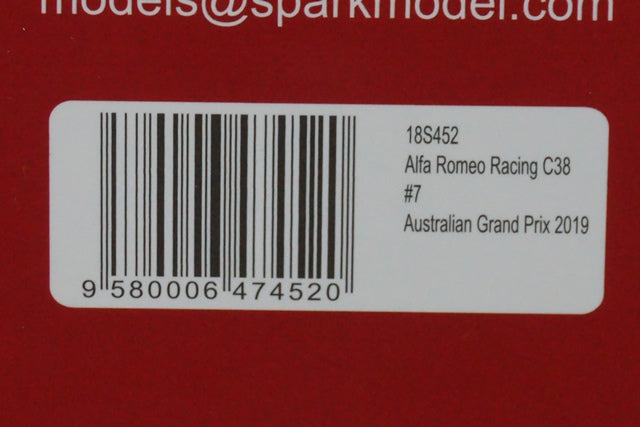 models@sparkmodel.com
18S452
Alfa Romeo Racing C38
#7
Australian Grand Prix 2019
9 580006 474520